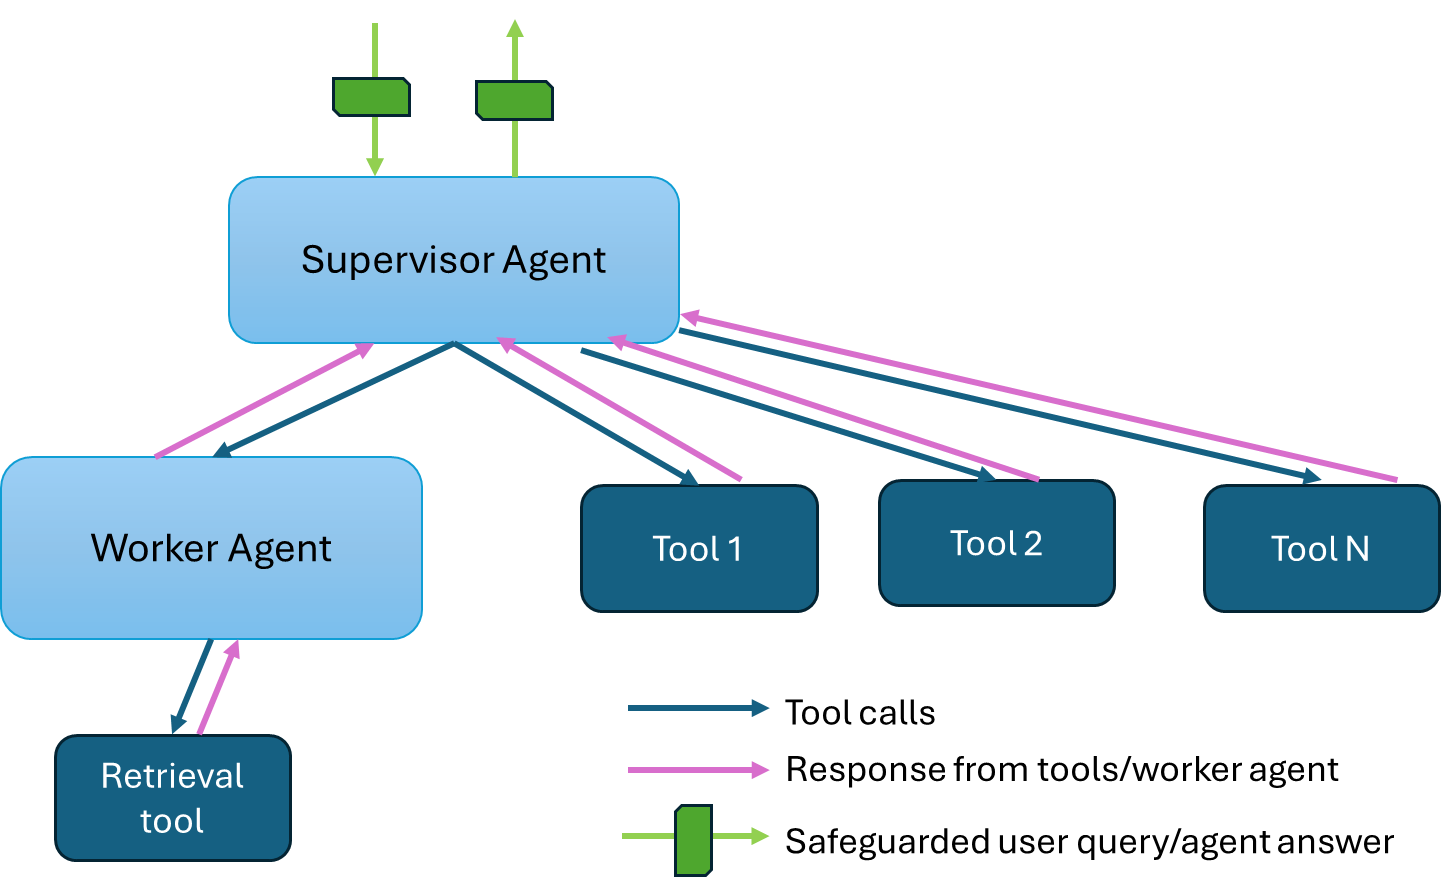 Supervisor Agent
Worker Agent
Tool 1
Tool 2
Tool N
Retrieval
tool
Tool calls
Response from tools/worker agent
Safeguarded user query/agent answer